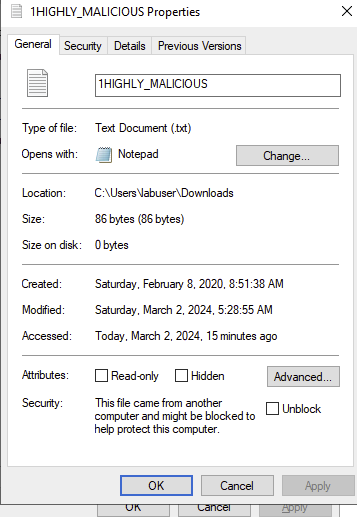 1HIGHLY_MALICIOUS Properties
General Security Details Previous Versions
1HIGHLY_MALICIOUS
Type of file: Text Document (.txt)
Opens with: Notepad Change...
Location: C:\Users\labuser\Downloads
Size: 86 bytes (86 bytes)
Size on disk: 0 bytes
Created: Saturday, February 8, 2020, 8:51:38 AM
Modified: Saturday, March 2, 2024, 5:28:55 AM
Accessed: Today, March 2, 2024, 15 minutes ago
Attributes: Read-only Hidden Advanced...
Security: This file came from another
computer and might be blocked to Unblock
help protect this computer.
OK Cancel Apply
OK Cancel Apply